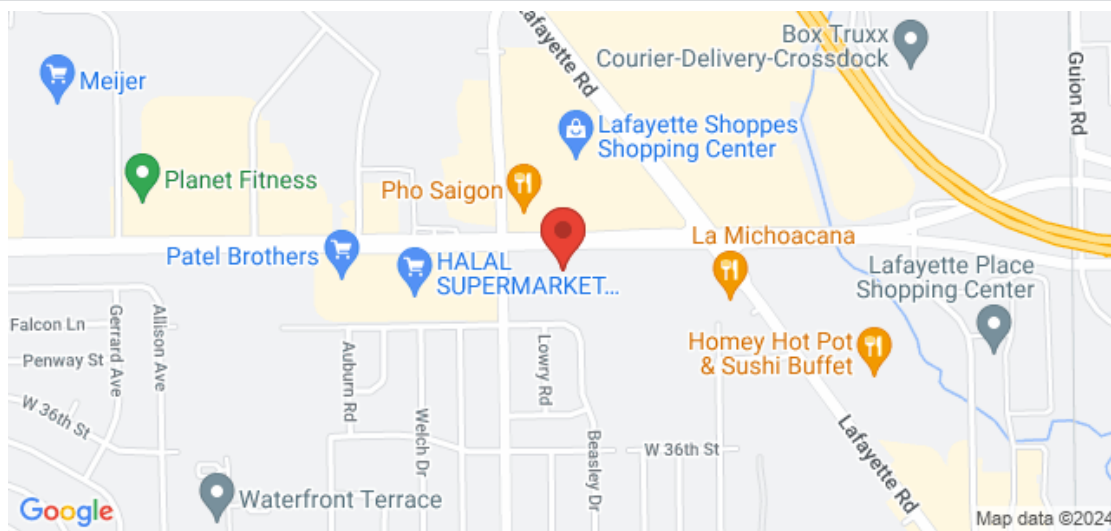 Lafayette Rd
Box Truxx
Courier-Delivery-Crossdock
Guion Rd
Meijer
Lafayette Shoppes
Shopping Center
Planet Fitness
Pho Saigon
La Michoacana
Patel Brothers
HALAL
SUPERMARKET...
Lafayette Place
Shopping Center
Falcon Ln
Gerrard Ave
Allison Ave
Penway St
Auburn Rd
Lowry Rd
Homey Hot Pot
& Sushi Buffet
W 36th St
Welch Dr
Beasley Dr
W 36th St
Lafayette Rd
Waterfront Terrace
Google
Map data ©2024